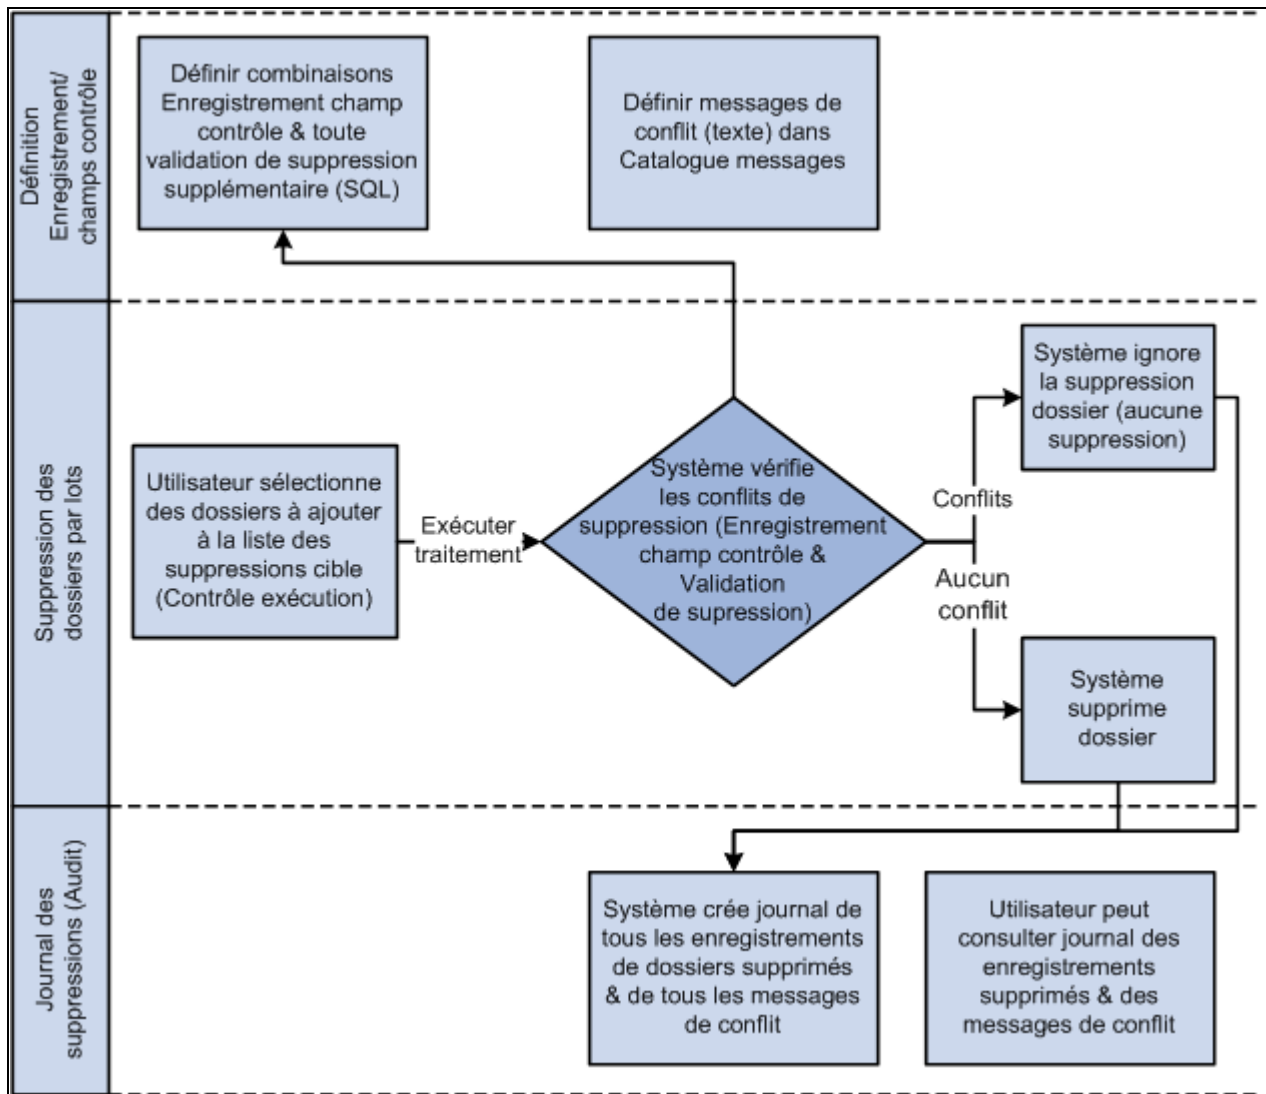 Définition
Enregistrement/
champs contrôle
Définir combinaisons
Enregistrement champ
contrôle & toute
validation de suppression
supplémentaire (SQL)
Définir messages de
conflit (texte) dans
Catalogue messages
Suppression des
dossiers par lots
Utilisateur sélectionne
des dossiers à ajouter
à la liste des
suppressions cible
(Contrôle exécution)
Exécuter
traitement
Système vérifie
les conflits de
suppression (Enregistrement
champ contrôle &
Validation
de supression)
Conflits
Aucun
conflit
Système ignore
la suppression
dossier (aucune
suppression)
Système
supprime
dossier
Journal des
suppressions (Audit)
Système crée journal de
tous les enregistrements
de dossiers supprimés
& de tous les messages
de conflit
Utilisateur peut
consulter journal des
enregistrements
supprimés & des
messages de conflit